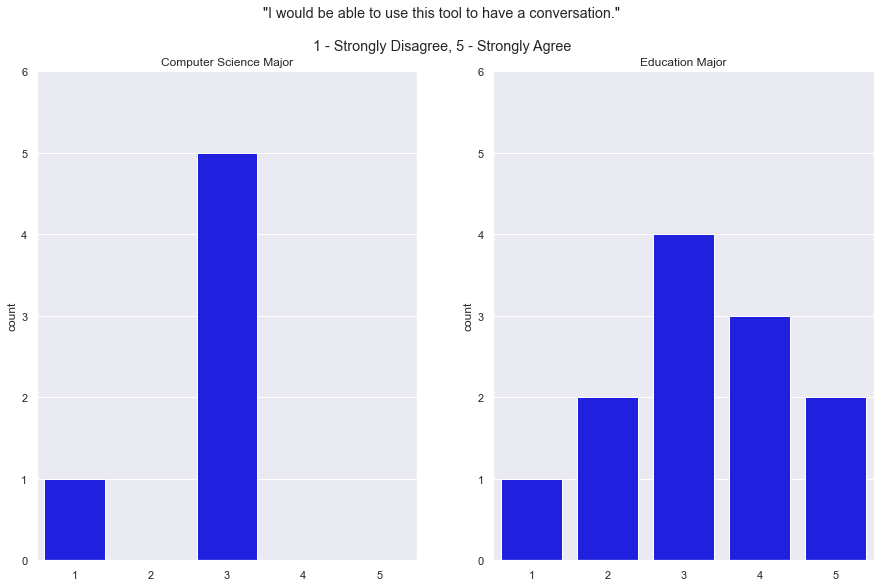 "I would be able to use this tool to have a conversation."
1 - Strongly Disagree, 5 - Strongly Agree
Computer Science Major
6
5
4
3
2
1
0
count
1 2 3 4 5
Education Major
6
5
4
3
2
1
0
count
1 2 3 4 5